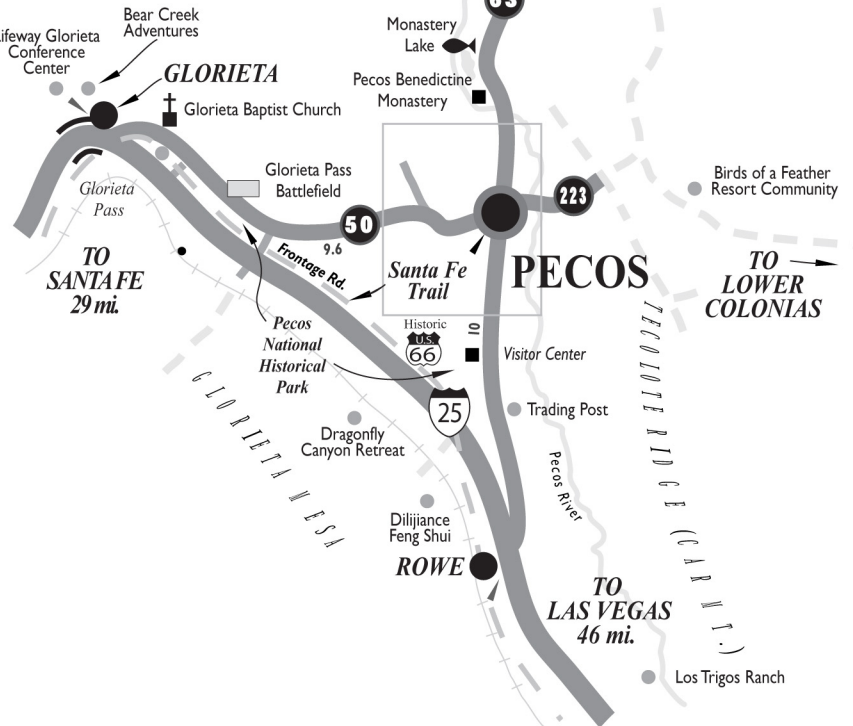 63
Monastery
Lake
Bear Creek
Adventures
ifeway Glorieta
Conference
Center
GLORIETA
Pecos Benedictine
Monastery
Glorieta Baptist Church
Glorieta Pass
Battlefield
Glorieta
Pass
223
Birds of a Feather
Resort Community
50
9.6
Frontage Rd.
Santa Fe
Trail
PECOS
TO
SANTA FE
29 mi.
TO
LOWER
COLONIAS
Pecos
National
Historical
Park
Historic
U.S.
66
10
Visitor Center
25
Trading Post
Dragonfly
Canyon Retreat
GLORIETA MESA
TECOLOTE RIDGE (CAR MT.)
Pecos River
Dilijiance
Feng Shui
ROWE
TO
LAS VEGAS
46 mi.
Los Trigos Ranch